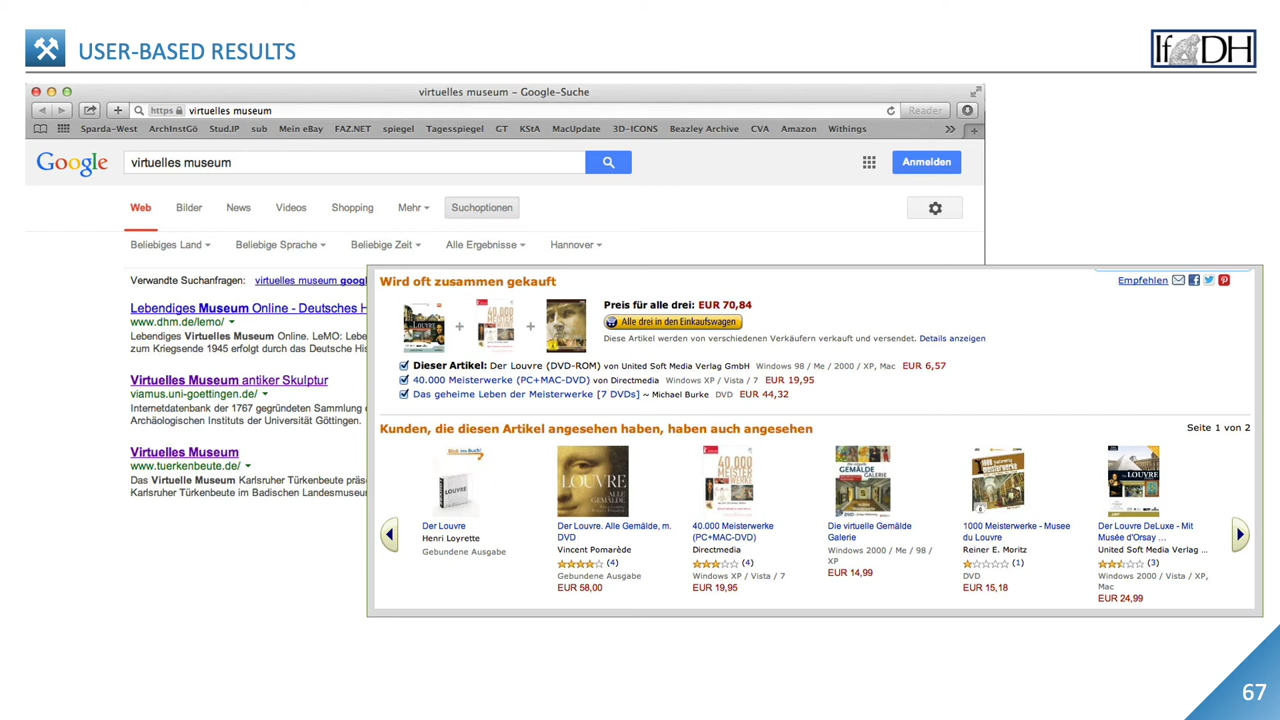 USER-BASED RESULTS
IfDH
virtuelles museum – Google-Suche
https virtuelles museum
Reader
Sparda-West ArchInstGö Stud.IP sub Mein eBay FAZ.NET spiegel Tagesspiegel GT KStA MacUpdate 3D-ICONS Beazley Archive CVA Amazon Withings
Google virtuelles museum Anmelden
Web Bilder News Videos Shopping Mehr Suchoptionen
Beliebiges Land Beliebige Sprache Beliebige Zeit Alle Ergebnisse Hannover
Verwandte Suchanfragen: virtuelles museum goog
Lebendiges Museum Online - Deutsches H
www.dhm.de/lemo/
Lebendiges Virtuelles Museum Online. LeMO: Lebe
zum Kriegsende 1945 erfolgt durch das Deutsche His
Virtuelles Museum antiker Skulptur
viamus.uni-goettingen.de/
Internetdatenbank der 1767 gegründeten Sammlung
Archäologischen Instituts der Universität Göttingen.
Virtuelles Museum
www.tuerkenbeute.de/
Das Virtuelle Museum Karlsruher Türkenbeute präse
Karlsruher Türkenbeute im Badischen Landesmuseu
Wird oft zusammen gekauft
Empfehlen
Preis für alle drei: EUR 70,84
Alle drei in den Einkaufswagen
Diese Artikel werden von verschiedenen Verkäufern verkauft und versendet. Details anzeigen
Dieser Artikel: Der Louvre (DVD-ROM) von United Soft Media Verlag GmbH Windows 98 / Me / 2000 / XP, Mac EUR 6,57
40.000 Meisterwerke (PC+MAC-DVD) von Directmedia Windows XP / Vista / 7 EUR 19,95
Das geheime Leben der Meisterwerke [7 DVDs] ~ Michael Burke DVD EUR 44,32
Kunden, die diesen Artikel angesehen haben, haben auch angesehen
Seite 1 von 2
Der Louvre
Henri Loyrette
Gebundene Ausgabe
Der Louvre. Alle Gemälde, m.
DVD
Vincent Pomarède
(4)
Gebundene Ausgabe
EUR 58,00
40.000 Meisterwerke
(PC+MAC-DVD)
Directmedia
(4)
Windows XP / Vista / 7
EUR 19,95
Die virtuelle Gemälde
Galerie
Windows 2000 / Me / 98 /
XP
EUR 14,99
1000 Meisterwerke - Musee
du Louvre
Reiner E. Moritz
(1)
DVD
EUR 15,18
Der Louvre DeLuxe - Mit
Musée d'Orsay ...
United Soft Media Verlag ...
(3)
Windows 2000 / Vista / XP,
Mac
EUR 24,99
67